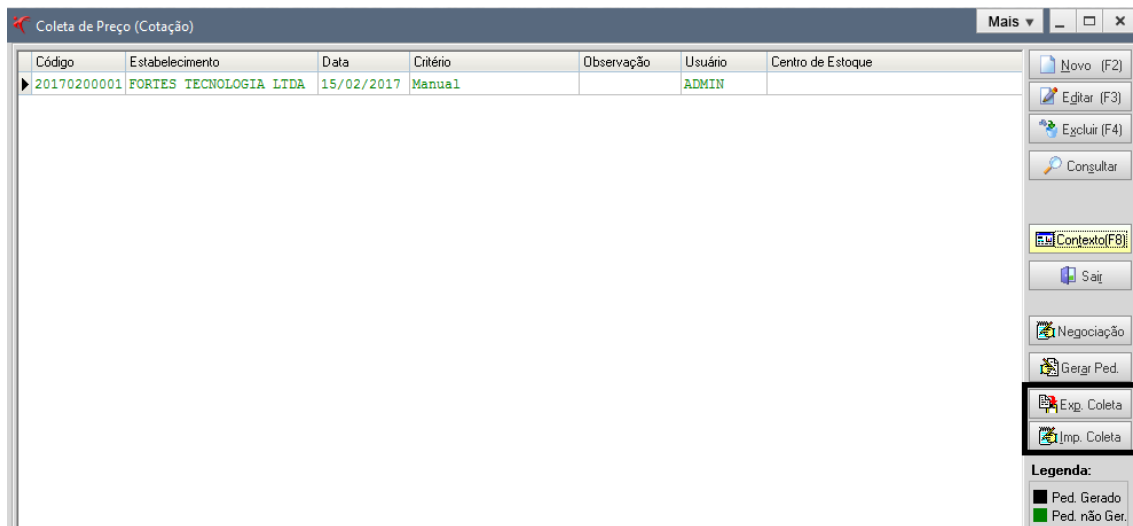 Coleta de Preço (Cotação) Mais ▾
Código Estabelecimento Data Critério Observação Usuário Centro de Estoque
20170200001 FORTES TECNOLOGIA LTDA 15/02/2017 Manual ADMIN
Novo (F2)
Editar (F3)
Excluir (F4)
Consultar
Contexto(F8)
Sair
Negociação
Gerar Ped.
Exp. Coleta
Imp. Coleta
Legenda:
Ped. Gerado
Ped. não Ger.